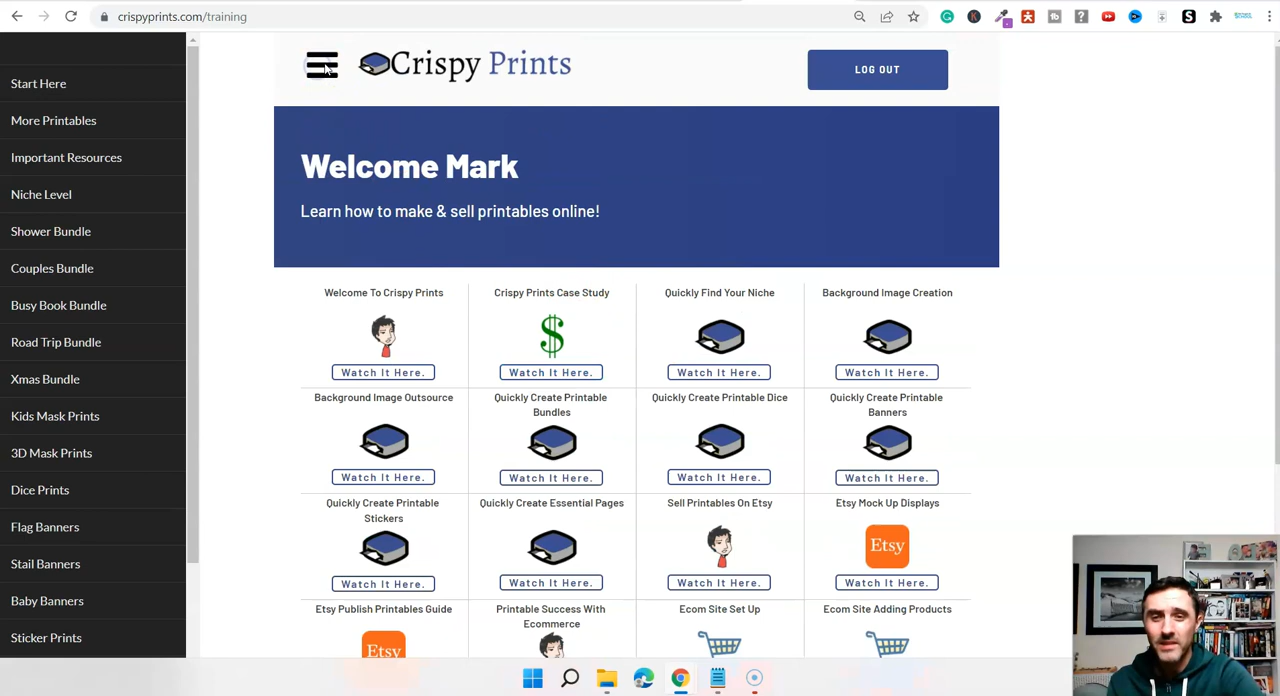 crispyprints.com/training
Start Here
More Printables
Important Resources
Niche Level
Shower Bundle
Couples Bundle
Busy Book Bundle
Road Trip Bundle
Xmas Bundle
Kids Mask Prints
3D Mask Prints
Dice Prints
Flag Banners
Stail Banners
Baby Banners
Sticker Prints
Crispy Prints
LOG OUT
Welcome Mark
Learn how to make & sell printables online!
Welcome To Crispy Prints
Watch It Here.
Crispy Prints Case Study
$
Watch It Here.
Quickly Find Your Niche
Watch It Here.
Background Image Creation
Watch It Here.
Background Image Outsource
Watch It Here.
Quickly Create Printable
Bundles
Watch It Here.
Quickly Create Printable Dice
Watch It Here.
Quickly Create Printable
Banners
Watch It Here.
Quickly Create Printable
Stickers
Watch It Here.
Quickly Create Essential Pages
Watch It Here.
Sell Printables On Etsy
Watch It Here.
Etsy Mock Up Displays
Etsy
Watch It Here.
Etsy Publish Printables Guide
Etsy
Printable Success With
Ecommerce
Ecom Site Set Up
Ecom Site Adding Products